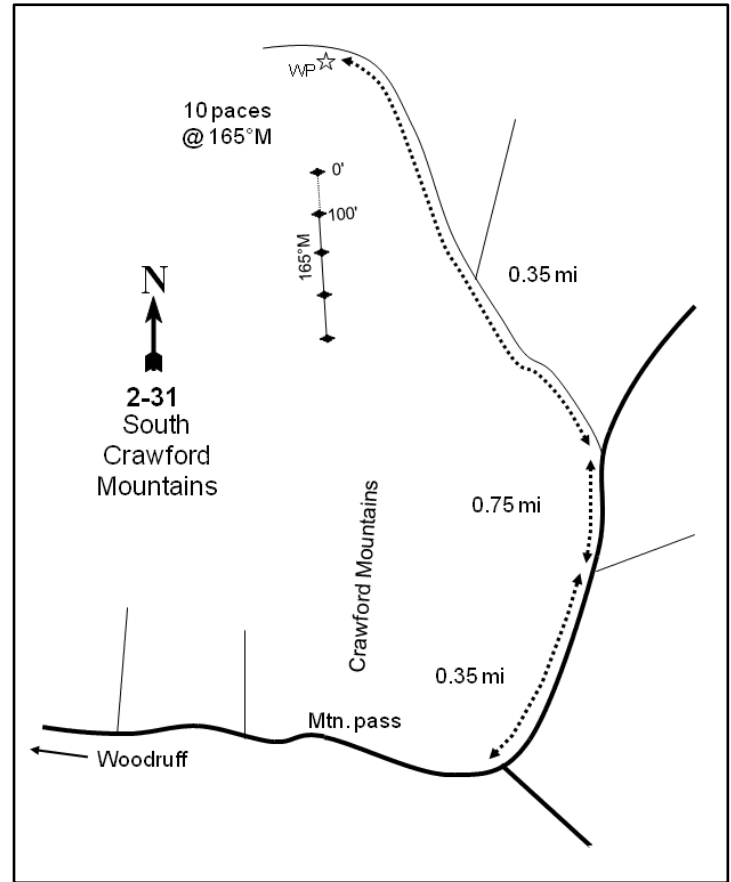 WP
10 paces
@ 165°M
0'
100'
165°M
0.35 mi
N
2-31
South
Crawford
Mountains
0.75 mi
Crawford Mountains
0.35 mi
Mtn. pass
Woodruff